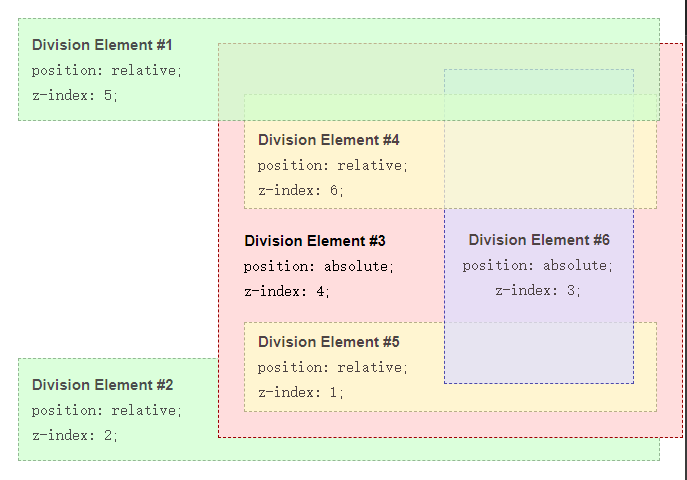 Division Element #1
position: relative;
z-index: 5;
Division Element #4
position: relative;
z-index: 6;
Division Element #3
position: absolute;
z-index: 4;
Division Element #6
position: absolute;
z-index: 3;
Division Element #5
position: relative;
z-index: 1;
Division Element #2
position: relative;
z-index: 2;